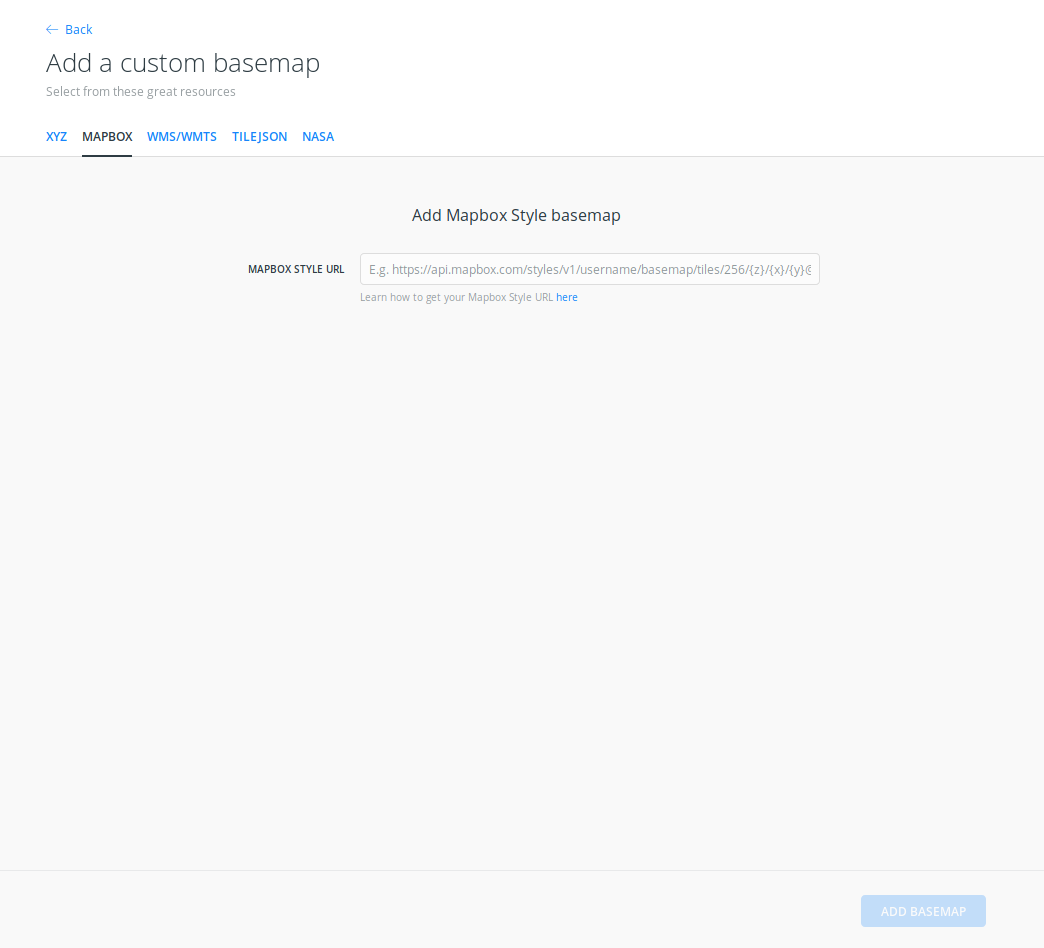 Back
Add a custom basemap
Select from these great resources
XYZ MAPBOX WMS/WMTS TILEJSON NASA
Add Mapbox Style basemap
MAPBOX STYLE URL E.g. https://api.mapbox.com/styles/v1/username/basemap/tiles/256/{z}/{x}/{y}@
Learn how to get your Mapbox Style URL here
ADD BASEMAP